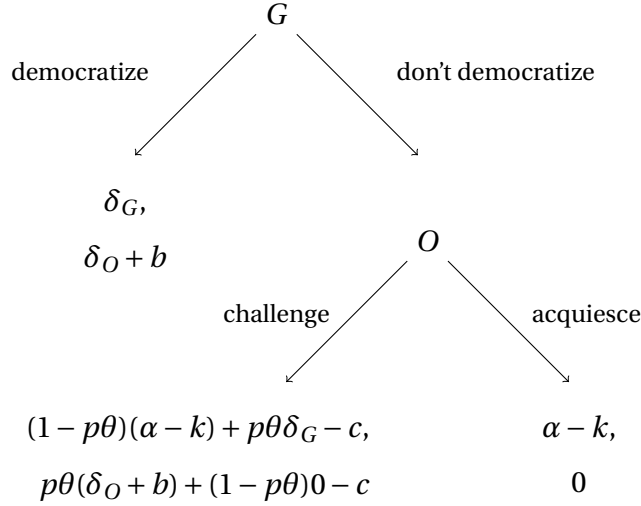 G
democratize
don't democratize
δ_G,
δ_O + b
O
challenge
acquiesce
(1 − pθ)(α − k) + pθδ_G − c,
α − k,
pθ(δ_O + b) + (1 − pθ)0 − c
0